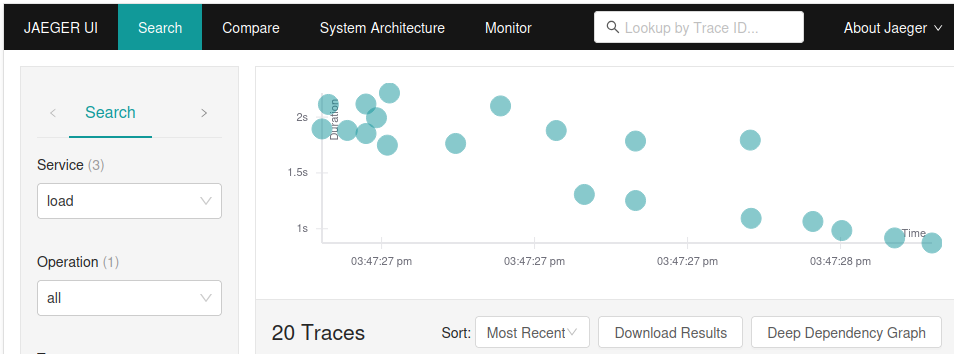 JAEGER UI Search Compare System Architecture Monitor Lookup by Trace ID... About Jaeger
Search
Service (3)
load
Operation (1)
all
Duration
2s
1.5s
1s
Time
03:47:27 pm 03:47:27 pm 03:47:27 pm 03:47:28 pm
20 Traces Sort: Most Recent Download Results Deep Dependency Graph